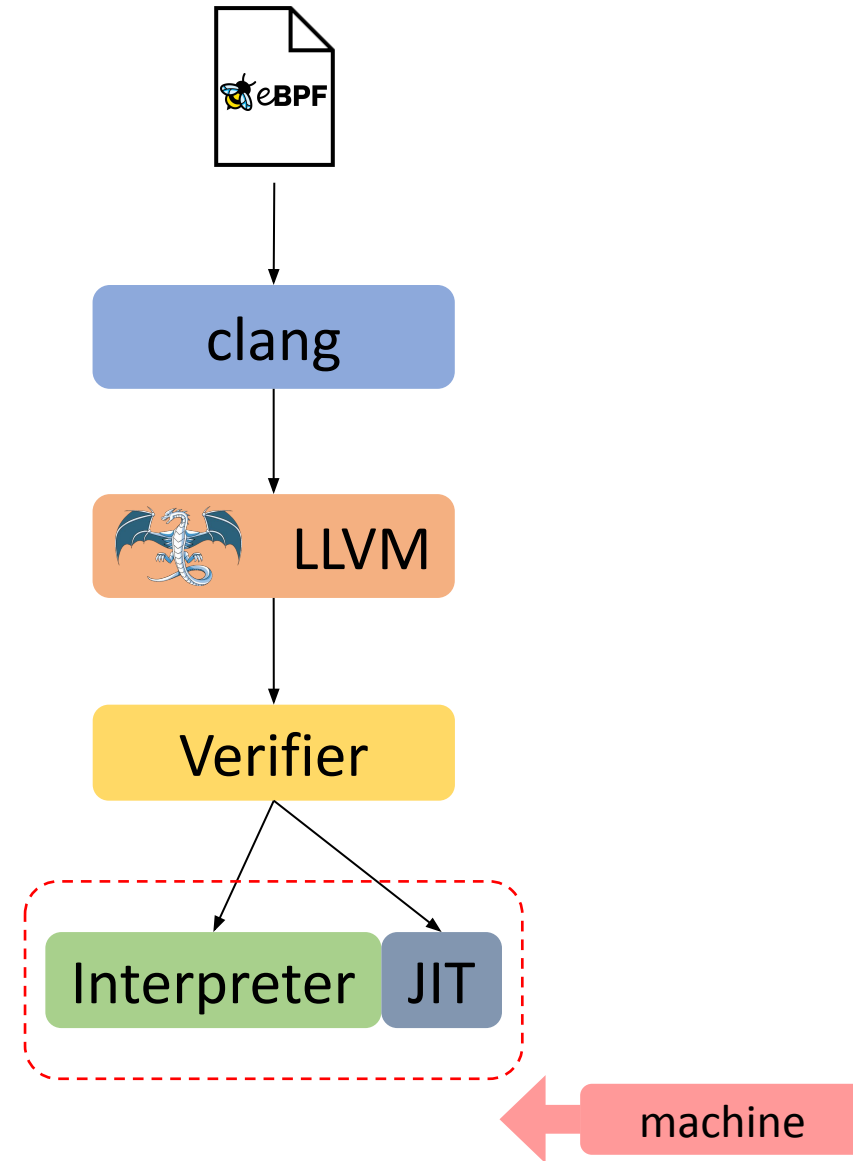 eBPF
clang
LLVM
Verifier
Interpreter
JIT
machine